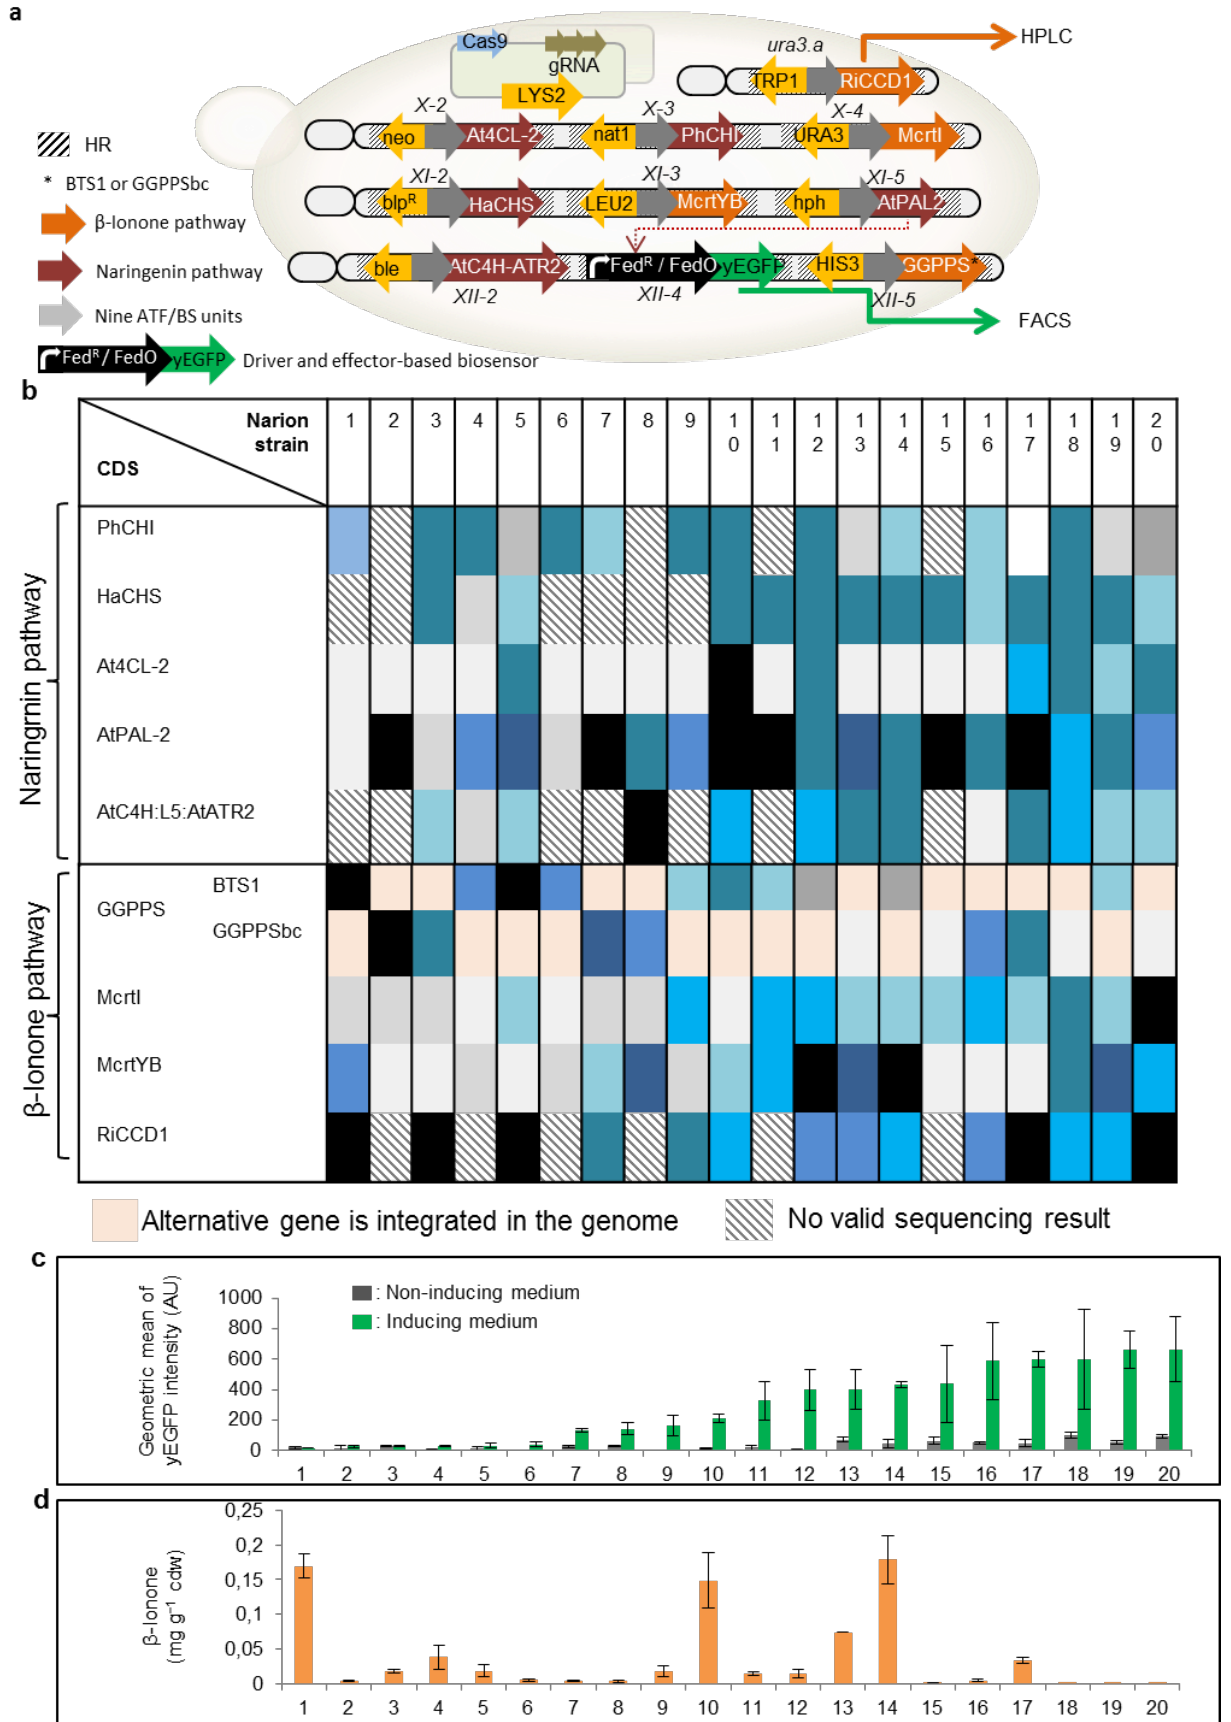 a
Cas9
gRNA
LYS2
ura3.a
HPLC
TRP1
RiCCD1
X-2
X-3
X-4
neo
At4CL-2
nat1
PhCHI
URA3
McrtI
HR
* BTS1 or GGPPSbc
XI-2
XI-3
XI-5
blpR
HaCHS
LEU2
McrtYB
hph
AtPAL2
β-Ionone pathway
Naringenin pathway
ble
AtC4H-ATR2
FedR / FedO
yEGFP
HIS3
GGPPS*
XII-2
XII-4
XII-5
Nine ATF/BS units
FACS
FedR / FedO
yEGFP
Driver and effector-based biosensor
b
Narion
strain
CDS
1 2 3 4 5 6 7 8 9 10 11 12 13 14 15 16 17 18 19 20
Naringrnin pathway
PhCHI
HaCHS
At4CL-2
AtPAL-2
AtC4H:L5:AtATR2
β-Ionone pathway
GGPPS
BTS1
GGPPSbc
McrtI
McrtYB
RiCCD1
Alternative gene is integrated in the genome
No valid sequencing result
c
Geometric mean of
yEGFP intensity (AU)
: Non-inducing medium
: Inducing medium
1000
800
600
400
200
0
1 2 3 4 5 6 7 8 9 10 11 12 13 14 15 16 17 18 19 20
d
β-Ionone
(mg g⁻¹ cdw)
0,25
0,2
0,15
0,1
0,05
0
1 2 3 4 5 6 7 8 9 10 11 12 13 14 15 16 17 18 19 20